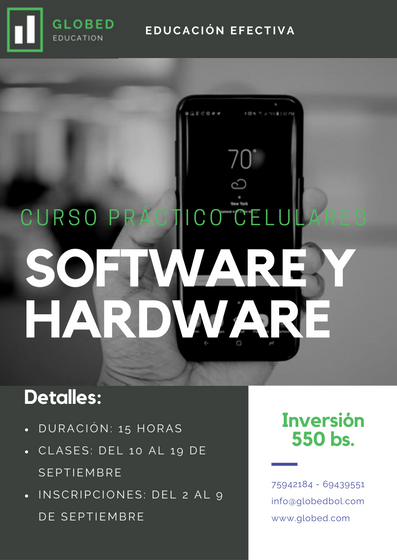 GLOBED
EDUCATION
EDUCACIÓN EFECTIVA
70°
New York
CURSO PRÁCTICO CELULARES
SOFTWARE Y
HARDWARE
Detalles:
• DURACIÓN: 15 HORAS
• CLASES: DEL 10 AL 19 DE
SEPTIEMBRE
• INSCRIPCIONES: DEL 2 AL 9
DE SEPTIEMBRE
Inversión
550 bs.
75942184 - 69439551
info@globedbol.com
www.globed.com